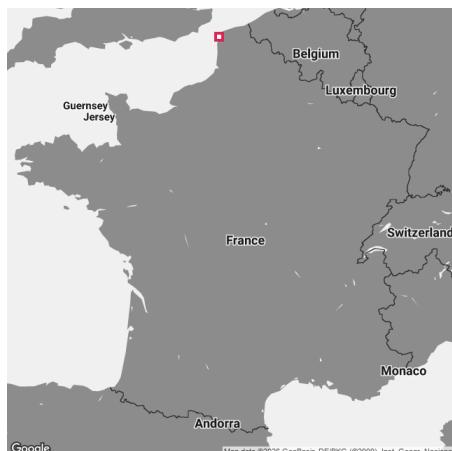 Belgium
Luxembourg
Guernsey
Jersey
Switzerland
France
Monaco
Andorra
Google